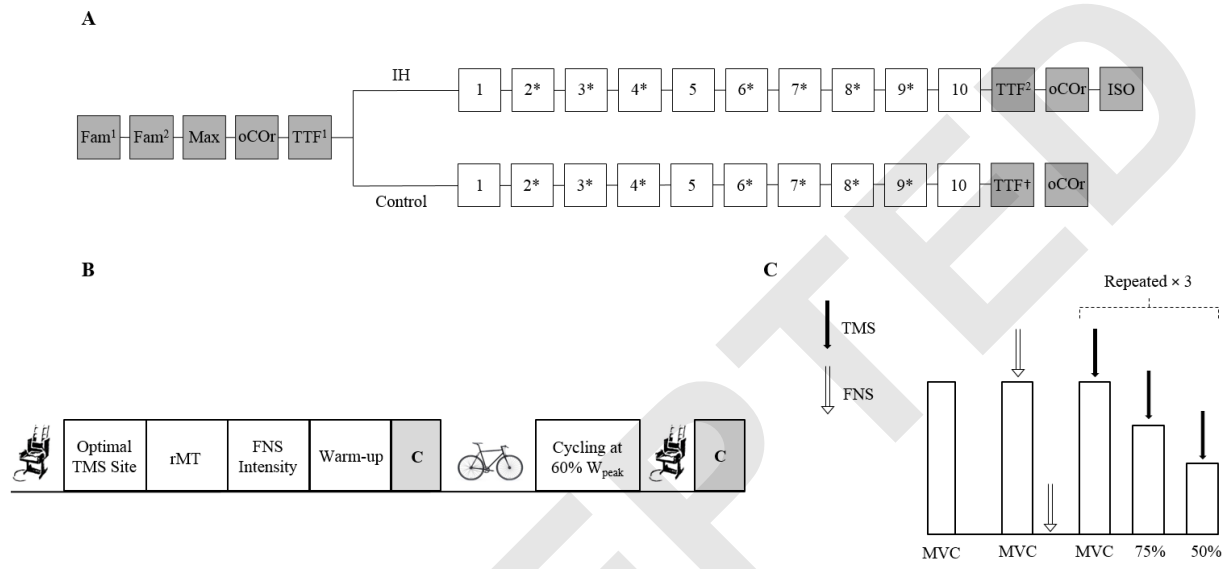 A
IH
1 2* 3* 4* 5 6* 7* 8* 9* 10 TTF² oCOr ISO
Fam¹ Fam² Max oCOr TTF¹
1 2* 3* 4* 5 6* 7* 8* 9* 10 TTF† oCOr
Control
B
Optimal
TMS Site
rMT
FNS
Intensity
Warm-up
C
Cycling at
60% Wpeak
C
C
Repeated × 3
TMS
FNS
MVC MVC MVC 75% 50%